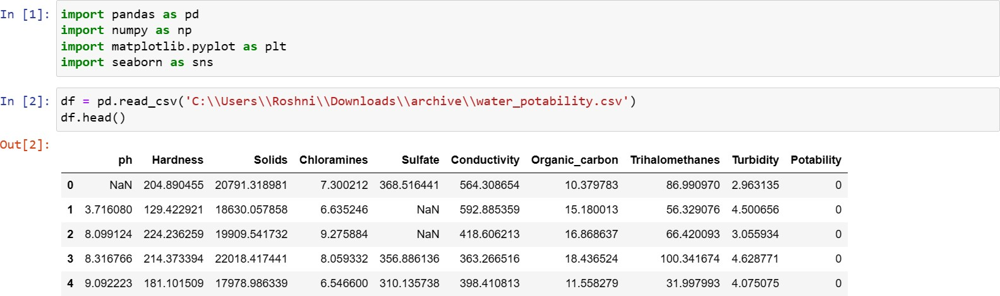 In [1]: import pandas as pd
import numpy as np
import matplotlib.pyplot as plt
import seaborn as sns
In [2]: df = pd.read_csv('C:\\Users\\Roshni\\Downloads\\archive\\water_potability.csv')
df.head()
Out[2]:
ph Hardness Solids Chloramines Sulfate Conductivity Organic_carbon Trihalomethanes Turbidity Potability
0 NaN 204.890455 20791.318981 7.300212 368.516441 564.308654 10.379783 86.990970 2.963135 0
1 3.716080 129.422921 18630.057858 6.635246 NaN 592.885359 15.180013 56.329076 4.500656 0
2 8.099124 224.236259 19909.541732 9.275884 NaN 418.606213 16.868637 66.420093 3.055934 0
3 8.316766 214.373394 22018.417441 8.059332 356.886136 363.266516 18.436524 100.341674 4.628771 0
4 9.092223 181.101509 17978.986339 6.546600 310.135738 398.410813 11.558279 31.997993 4.075075 0